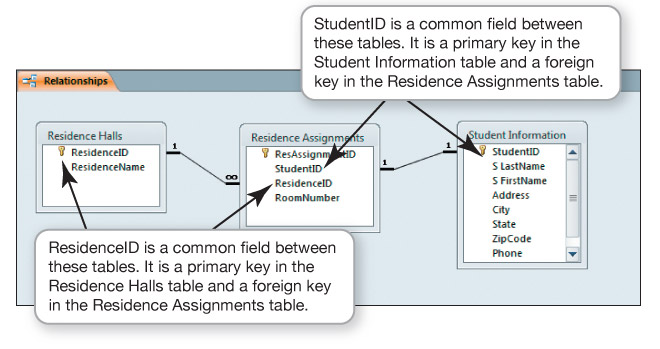 StudentID is a common field between
these tables. It is a primary key in the
Student Information table and a foreign
key in the Residence Assignments table.
Relationships
Residence Halls
ResidenceID
ResidenceName
1
∞
Residence Assignments
ResAssignmentID
StudentID
ResidenceID
RoomNumber
1
1
Student Information
StudentID
S LastName
S FirstName
Address
City
State
ZipCode
Phone
ResidenceID is a common field between
these tables. It is a primary key in the
Residence Halls table and a foreign key
in the Residence Assignments table.